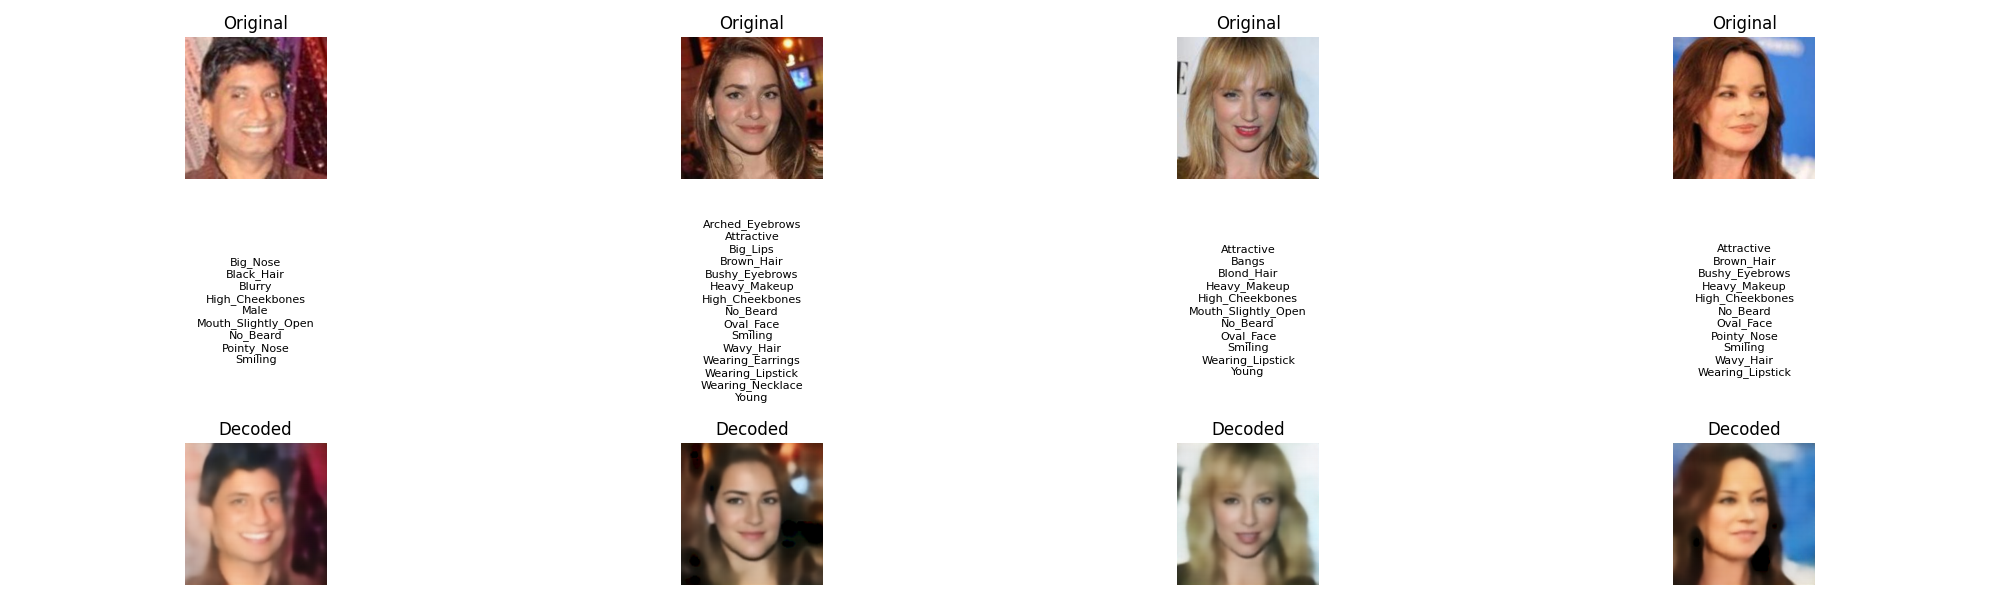 Original
Original
Original
Original
E
Big_Nose
Black_Hair
Blurry
High_Cheekbones
Male
Mouth_Slightly_Open
No_Beard
Pointy_Nose
Smiling
Arched_Eyebrows
Attractive
Big_Lips
Brown_Hair
Bushy_Eyebrows
Heavy_Makeup
High_Cheekbones
No_Beard
Oval_Face
Smiling
Wavy_Hair
Wearing_Earrings
Wearing_Lipstick
Wearing_Necklace
Young
Attractive
Bangs
Blond_Hair
Heavy_Makeup
High_Cheekbones
Mouth_Slightly_Open
No_Beard
Oval_Face
Smiling
Wearing_Lipstick
Young
Attractive
Brown_Hair
Bushy_Eyebrows
Heavy_Makeup
High_Cheekbones
No_Beard
Oval_Face
Pointy_Nose
Smiling
Wavy_Hair
Wearing_Lipstick
Decoded
Decoded
Decoded
Decoded